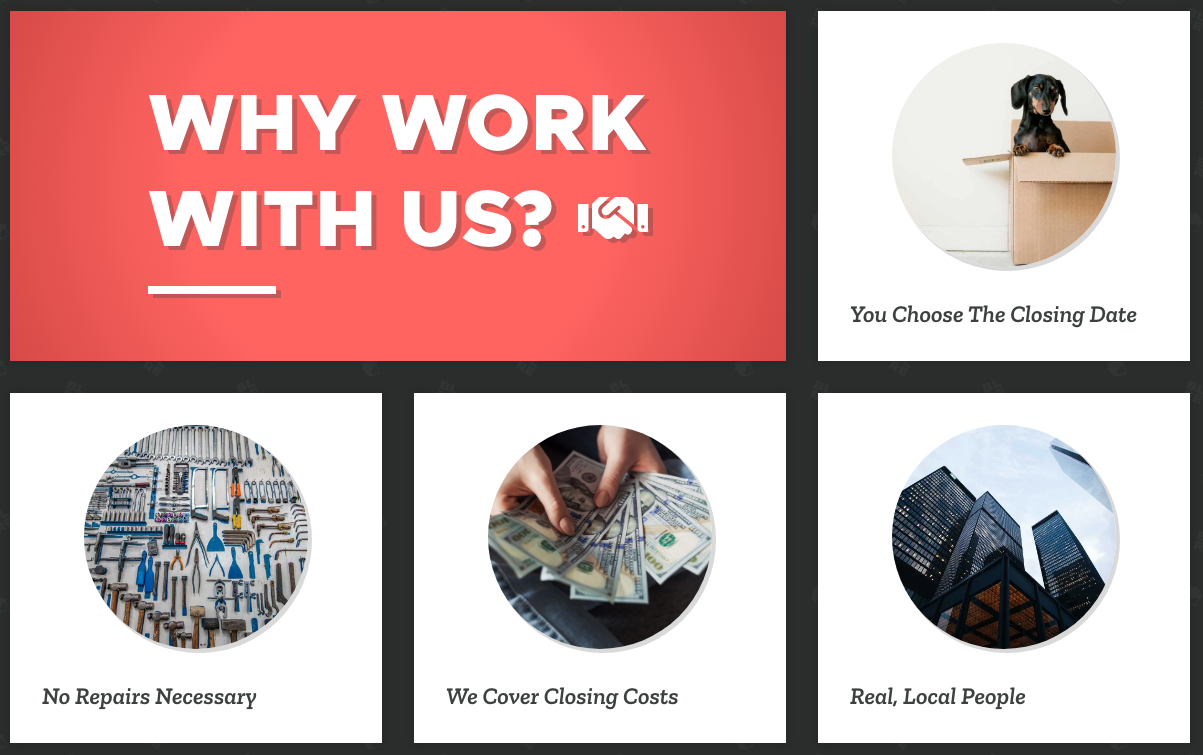 WHY WORK
WITH US?
You Choose The Closing Date
No Repairs Necessary
We Cover Closing Costs
Real, Local People